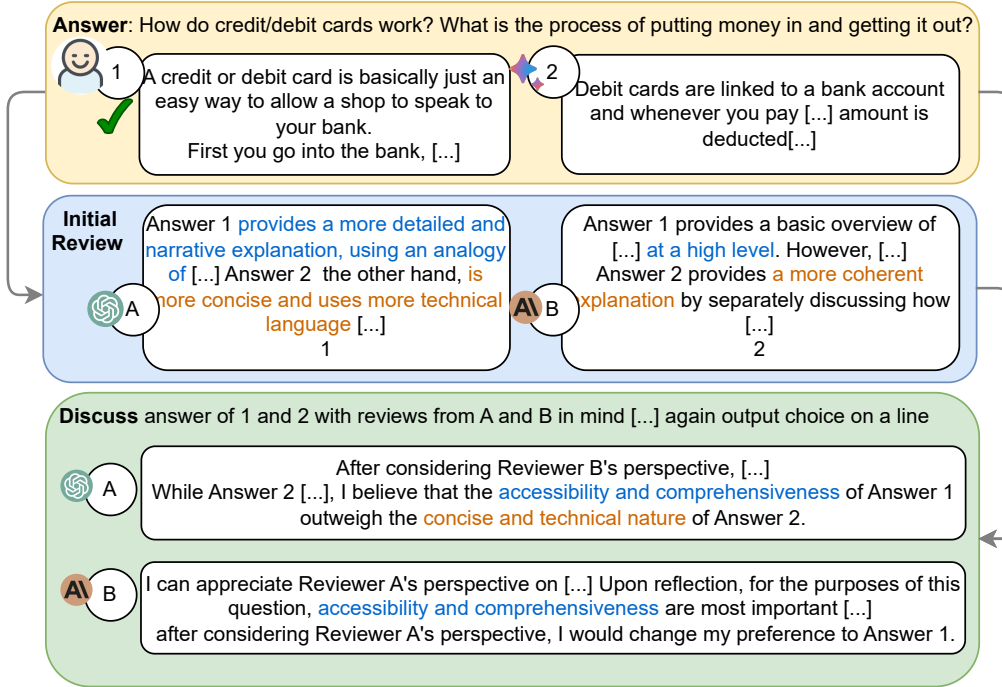 Answer: How do credit/debit cards work? What is the process of putting money in and getting it out?
1
A credit or debit card is basically just an
easy way to allow a shop to speak to
your bank.
First you go into the bank, [...]
2
Debit cards are linked to a bank account
and whenever you pay [...] amount is
deducted[...]
Initial
Review
A
Answer 1 provides a more detailed and
narrative explanation, using an analogy
of [...] Answer 2  the other hand, is
more concise and uses more technical
language [...]
1
B
Answer 1 provides a basic overview of
[...] at a high level. However, [...]
Answer 2 provides a more coherent
explanation by separately discussing how
[...]
2
Discuss answer of 1 and 2 with reviews from A and B in mind [...] again output choice on a line
A
After considering Reviewer B's perspective, [...]
While Answer 2 [...], I believe that the accessibility and comprehensiveness of Answer 1
outweigh the concise and technical nature of Answer 2.
B
I can appreciate Reviewer A's perspective on [...] Upon reflection, for the purposes of this
question, accessibility and comprehensiveness are most important [...]
after considering Reviewer A's perspective, I would change my preference to Answer 1.